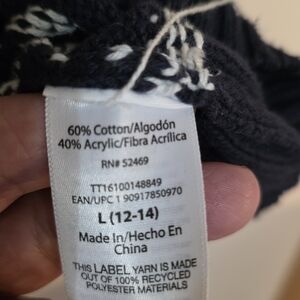 60% Cotton/Algodón
40% Acrylic/Fibra Acrílica
RN# 52469
TT16100148849
EAN/UPC 1 90917850970
L (12-14)
Made In/Hecho En
China
THIS LABEL YARN IS MADE
OUT OF 100% RECYCLED
POLYESTER MATERIALS